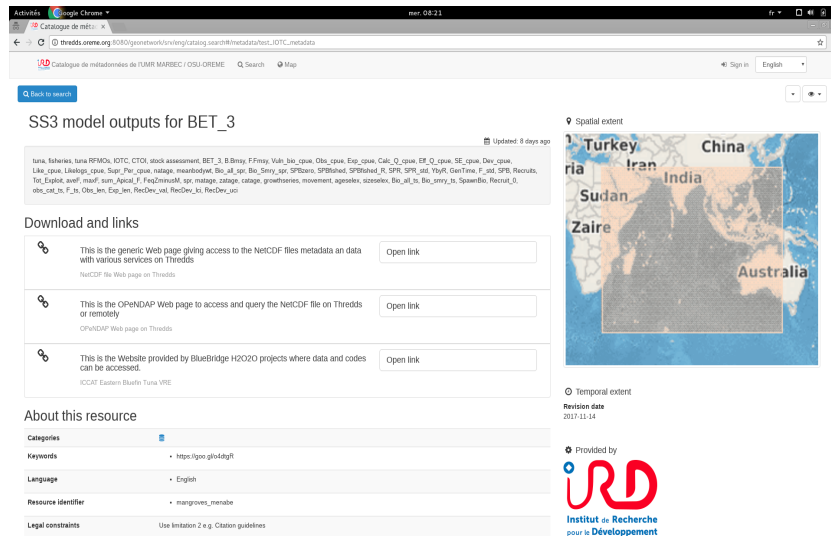 Activités Google Chrome mer. 08:21 fr
Catalogue de métac ×
thredds.oreme.org:8080/geonetwork/srv/eng/catalog.search#/metadata/test_IOTC_metadata
Catalogue de métadonnées de l'UMR MARBEC / OSU-OREME Search Map Sign in English
Back to search
SS3 model outputs for BET_3
Updated: 8 days ago
tuna, fisheries, tuna RFMOs, IOTC, CTOI, stock assessment, BET_3, B.Bmsy, F.Fmsy, Vuln_bio_cpue, Obs_cpue, Exp_cpue, Calc_Q_cpue, Eff_Q_cpue, SE_cpue, Dev_cpue,
Like_cpue, Likelogs_cpue, Supr_Per_cpue, natage, meanbodywt, Bio_all_spr, Bio_Smry_spr, SPBzero, SPBfished, SPBfished_R, SPR, SPR_std, YbyR, GenTime, F_std, SPB, Recruits,
Tot_Exploit, aveF, maxF, sum_Apical_F, FeqZminusM, spr, matage, zatage, catage, growthseries, movement, ageselex, sizeselex, Bio_all_ts, Bio_smry_ts, SpawnBio, Recruit_0,
obs_cat_ts, F_ts, Obs_len, Exp_len, RecDev_val, RecDev_lci, RecDev_uci
Download and links
This is the generic Web page giving access to the NetCDF files metadata an data
with various services on Thredds
Open link
NetCDF file Web page on Thredds
This is the OPeNDAP Web page to access and query the NetCDF file on Thredds
or remotely
Open link
OPeNDAP Web page on Thredds
This is the Website provided by BlueBridge H2O2O projects where data and codes
can be accessed.
Open link
ICCAT Eastern Bluefin Tuna VRE
About this resource
Categories
Keywords • https://goo.gl/o4dtgR
Language • English
Resource identifier • mangroves_menabe
Legal constraints Use limitation 2 e.g. Citation guidelines
Spatial extent
Turkey China
ria Iran
India
Sudan
Zaire
Australia
Temporal extent
Revision date
2017-11-14
Provided by
iRD
Institut de Recherche
pour le Développement